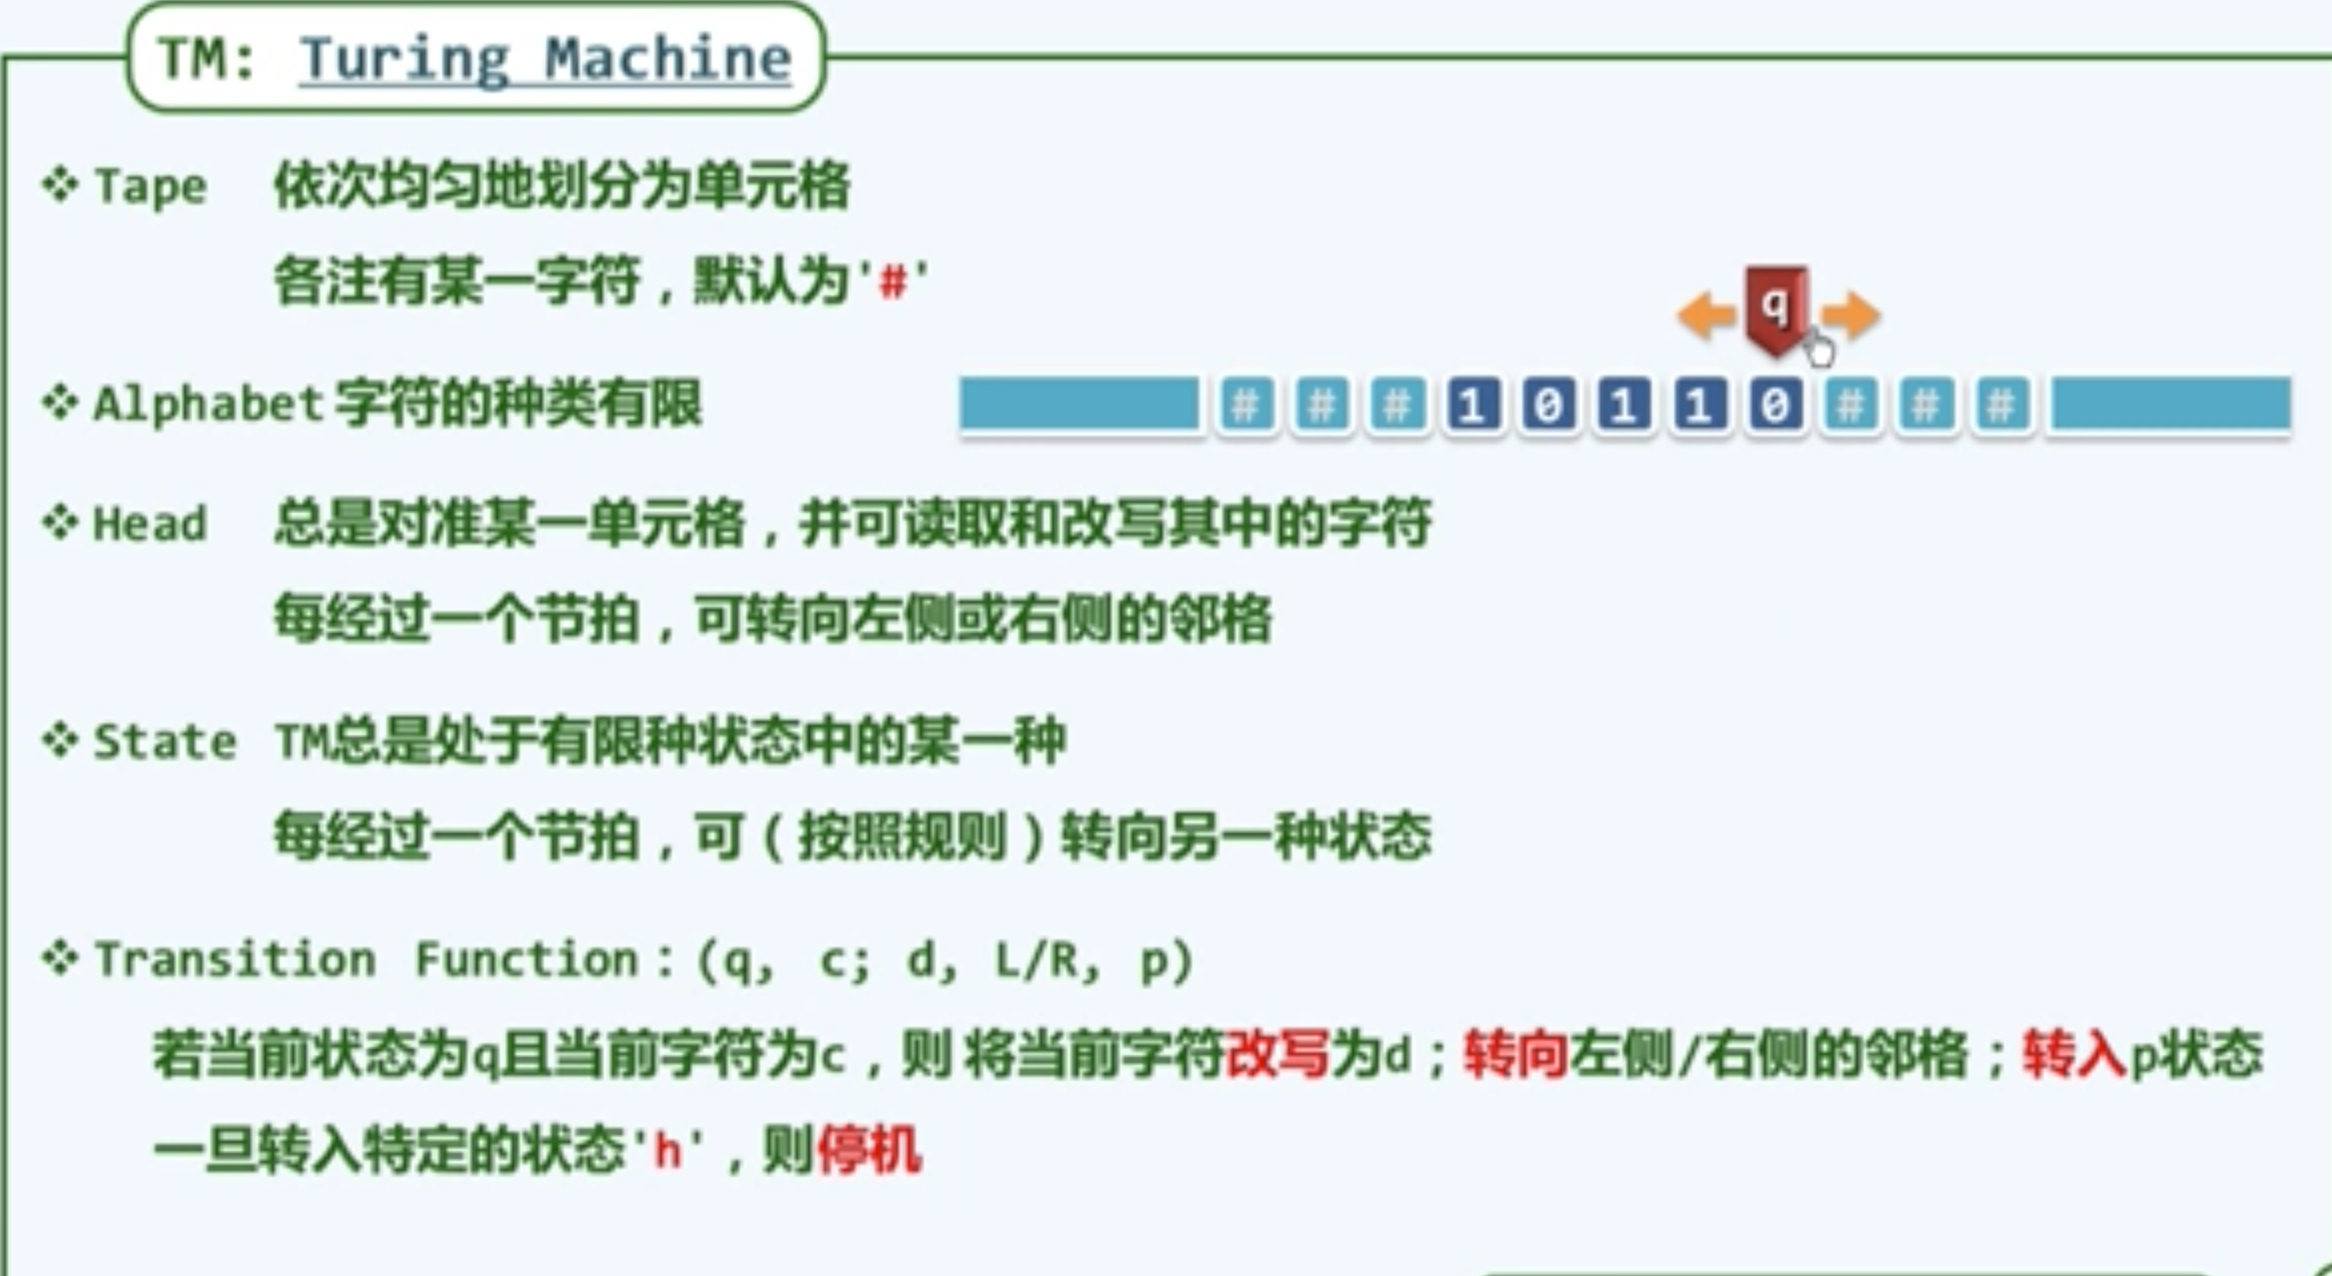 TM: Turing Machine
❖ Tape 依次均匀地划分为单元格
各注有某一字符，默认为'#'
q
❖ Alphabet 字符的种类有限
# # # 1 0 1 1 0 # # #
❖ Head 总是对准某一单元格，并可读取和改写其中的字符
每经过一个节拍，可转向左侧或右侧的邻格
❖ State TM总是处于有限种状态中的某一种
每经过一个节拍，可（按照规则）转向另一种状态
❖ Transition Function：(q, c; d, L/R, p)
若当前状态为q且当前字符为c，则 将当前字符改写为d；转向左侧/右侧的邻格；转入p状态
一旦转入特定的状态'h'，则停机